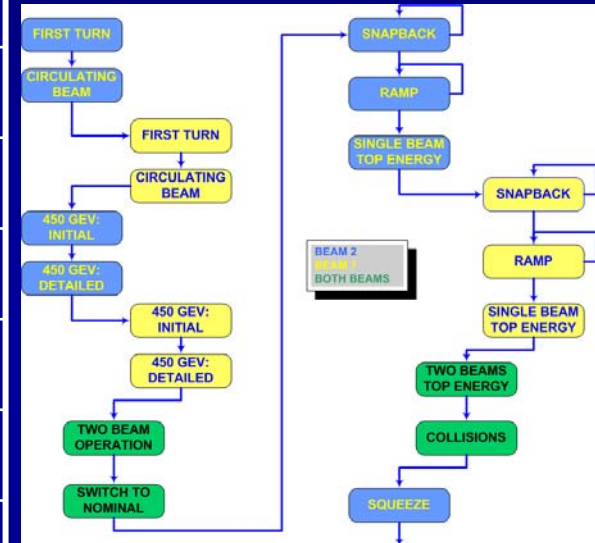 FIRST TURN
CIRCULATING
BEAM
FIRST TURN
CIRCULATING
BEAM
450 GEV:
INITIAL
450 GEV:
DETAILED
450 GEV:
INITIAL
450 GEV:
DETAILED
TWO BEAM
OPERATION
SWITCH TO
NOMINAL
SNAPBACK
RAMP
SINGLE BEAM
TOP ENERGY
SNAPBACK
RAMP
SINGLE BEAM
TOP ENERGY
TWO BEAMS
TOP ENERGY
COLLISIONS
SQUEEZE
BEAM 2
BEAM 1
BOTH BEAMS